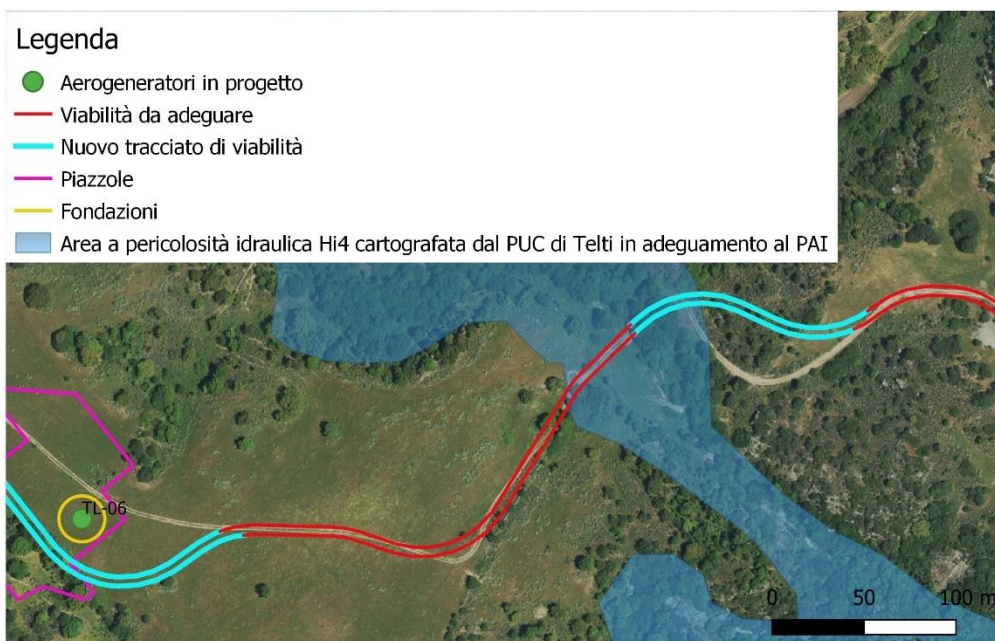 Legenda
Aerogeneratori in progetto
Viabilità da adeguare
Nuovo tracciato di viabilità
Piazzole
Fondazioni
Area a pericolosità idraulica Hi4 cartografata dal PUC di Telti in adeguamento al PAI
TL-06
0 50 100 m